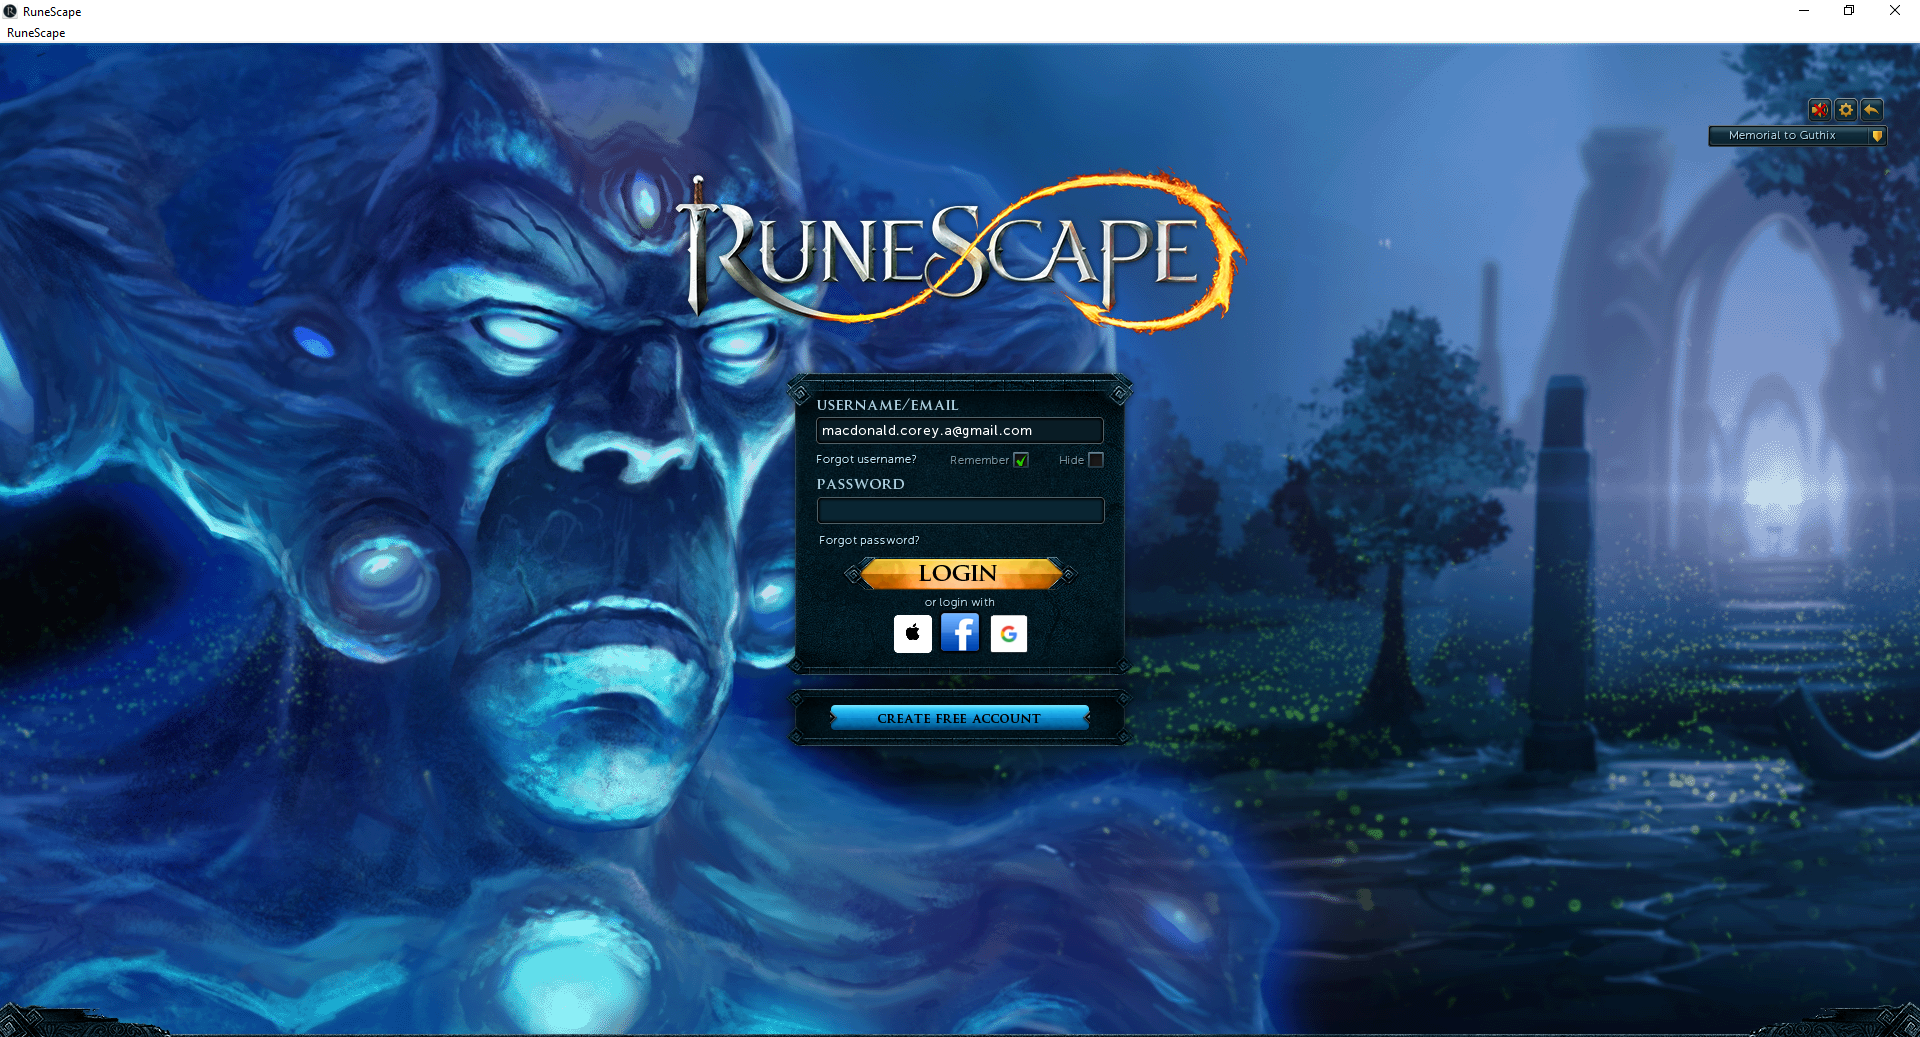 RuneScape
RuneScape
Memorial to Guthix
RUNESCAPE
USERNAME/EMAIL
macdonald.corey.a@gmail.com
Forgot username? Remember Hide
PASSWORD
Forgot password?
LOGIN
or login with
CREATE FREE ACCOUNT